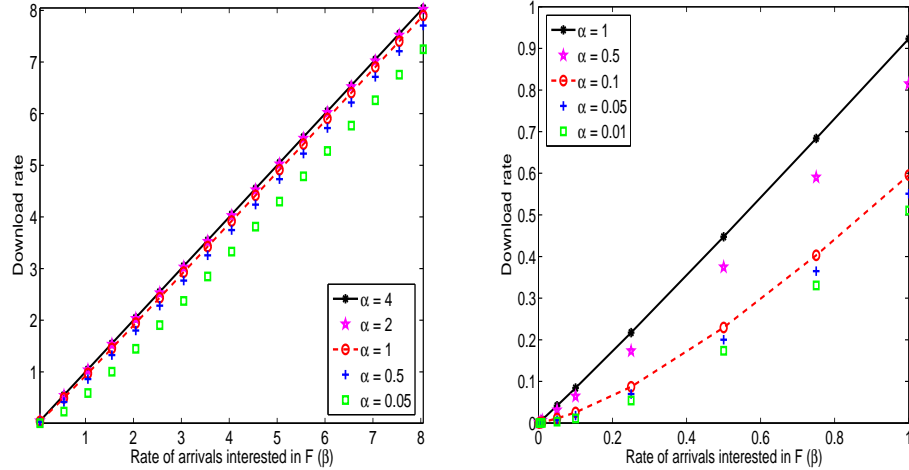 8
7
6
5
4
3
2
1
Download rate
1 2 3 4 5 6 7 8
Rate of arrivals interested in F (β)
α = 4
α = 2
α = 1
α = 0.5
α = 0.05
1
0.9
0.8
0.7
0.6
0.5
0.4
0.3
0.2
0.1
0
Download rate
0 0.2 0.4 0.6 0.8 1
Rate of arrivals interested in F (β)
α = 1
α = 0.5
α = 0.1
α = 0.05
α = 0.01